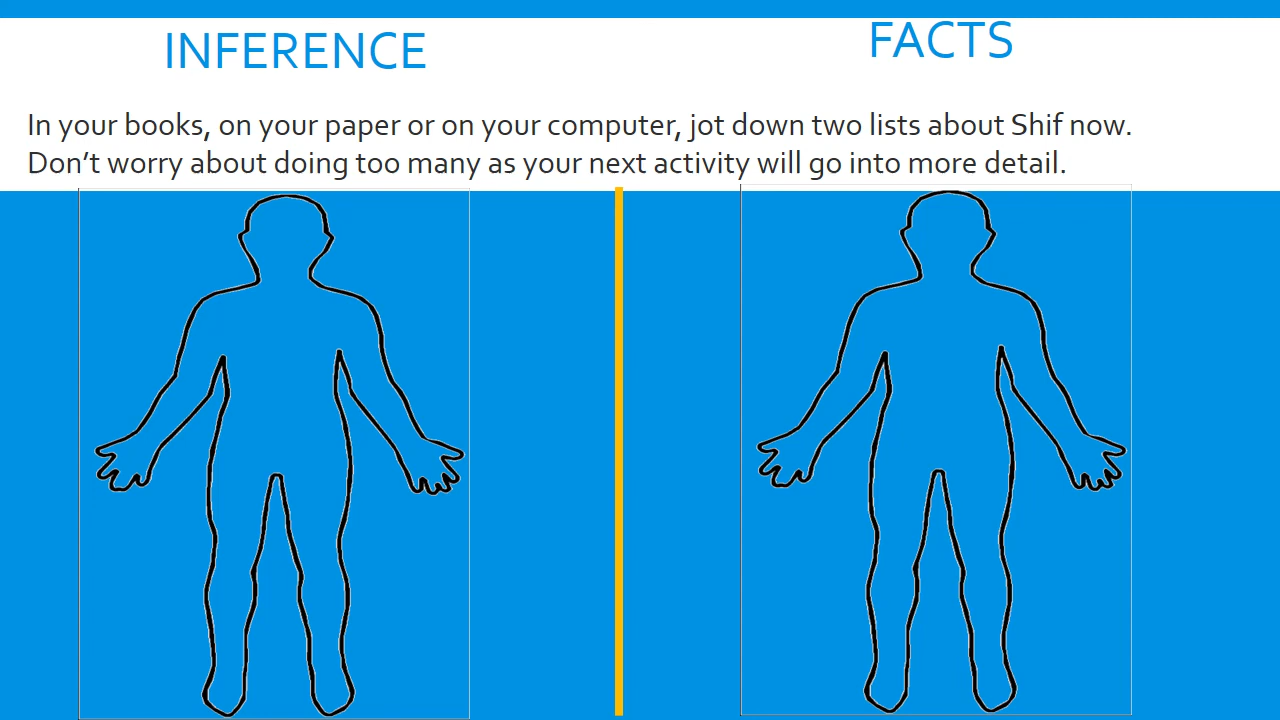 INFERENCE
FACTS
In your books, on your paper or on your computer, jot down two lists about Shif now.
Don’t worry about doing too many as your next activity will go into more detail.